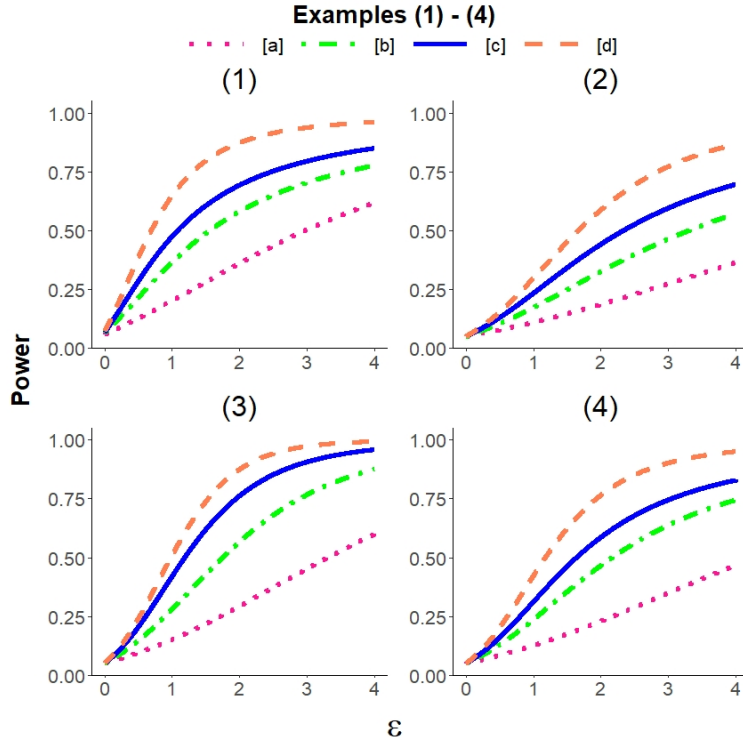 Examples (1) - (4)
[a] [b] [c] [d]
(1) (2)
1.00 1.00
0.75 0.75
0.50 0.50
0.25 0.25
0.00 0.00
0 1 2 3 4 0 1 2 3 4
Power
(3) (4)
1.00 1.00
0.75 0.75
0.50 0.50
0.25 0.25
0.00 0.00
0 1 2 3 4 0 1 2 3 4
ε